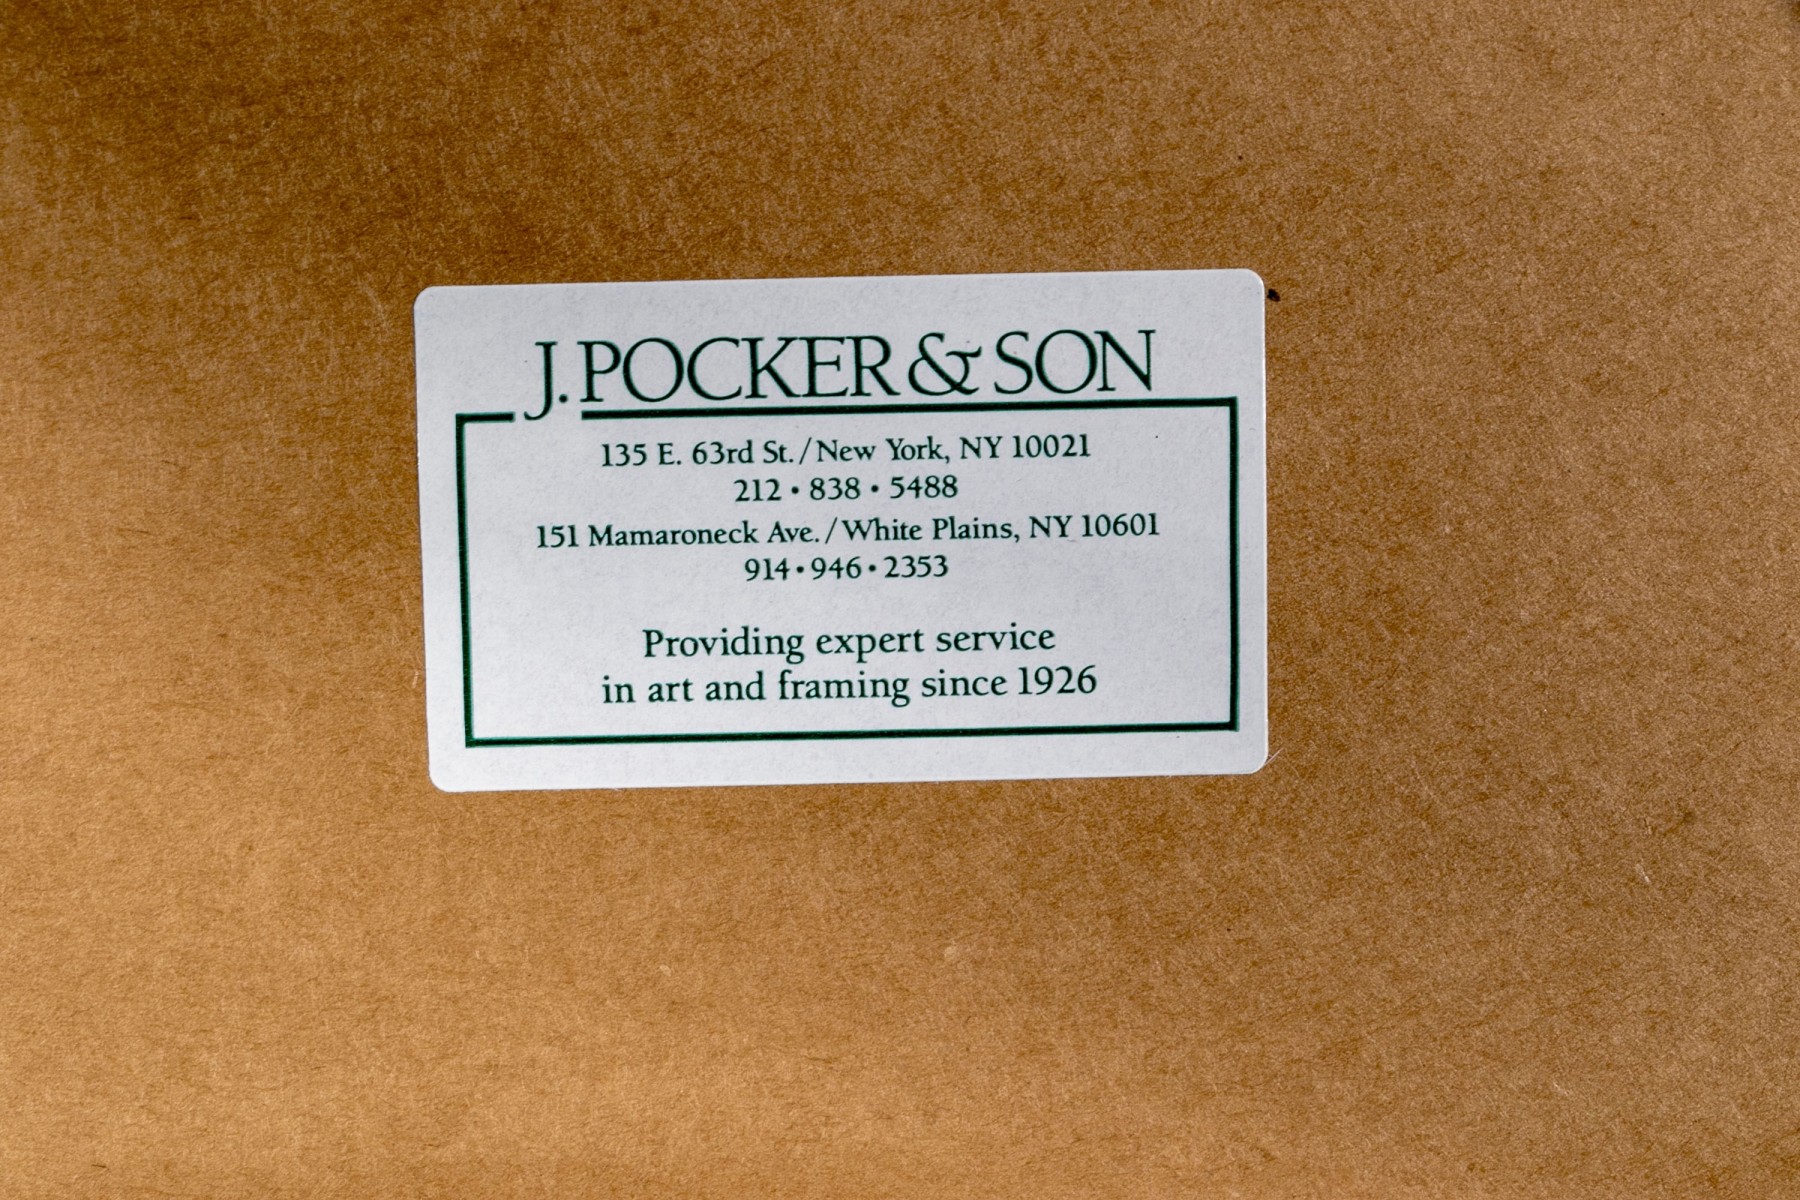 J. POCKER & SON
135 E. 63rd St./New York, NY 10021
212 • 838 • 5488
151 Mamaroneck Ave./White Plains, NY 10601
914 • 946 • 2353
Providing expert service
in art and framing since 1926